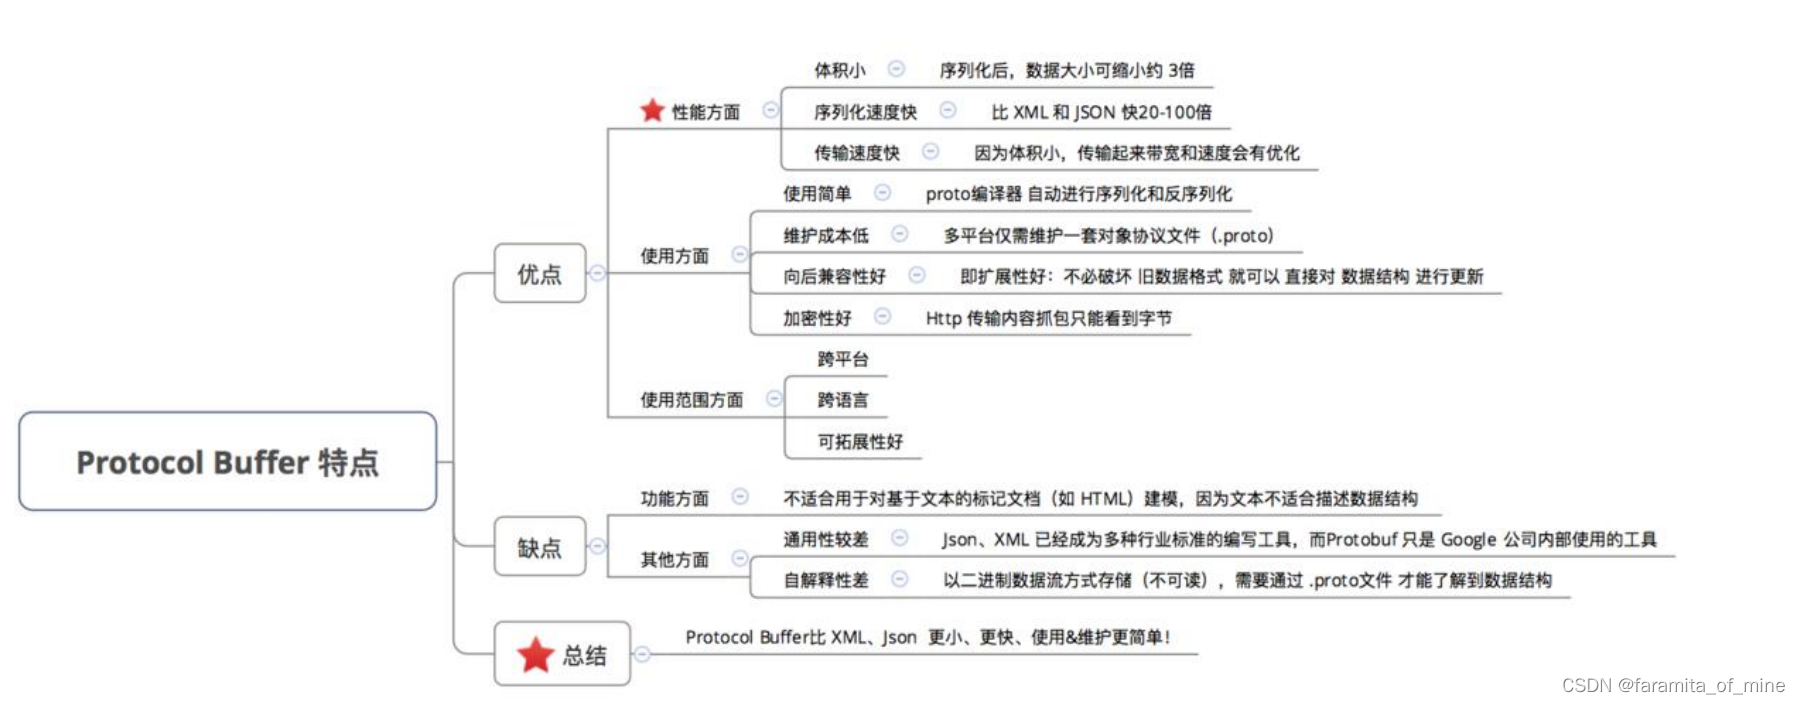 Protocol Buffer 特点
优点
★ 性能方面
体积小 序列化后，数据大小可缩小约 3倍
序列化速度快 比 XML 和 JSON 快20-100倍
传输速度快 因为体积小，传输起来带宽和速度会有优化
使用方面
使用简单 proto编译器 自动进行序列化和反序列化
维护成本低 多平台仅需维护一套对象协议文件（.proto）
向后兼容性好 即扩展性好：不必破坏 旧数据格式 就可以 直接对 数据结构 进行更新
加密性好 Http 传输内容抓包只能看到字节
使用范围方面
跨平台
跨语言
可拓展性好
缺点
功能方面 不适合用于对基于文本的标记文档（如 HTML）建模，因为文本不适合描述数据结构
其他方面
通用性较差 Json、XML 已经成为多种行业标准的编写工具，而Protobuf 只是 Google 公司内部使用的工具
自解释性差 以二进制数据流方式存储（不可读），需要通过 .proto文件 才能了解到数据结构
★ 总结 Protocol Buffer比 XML、Json 更小、更快、使用&维护更简单！
CSDN @faramita_of_mine